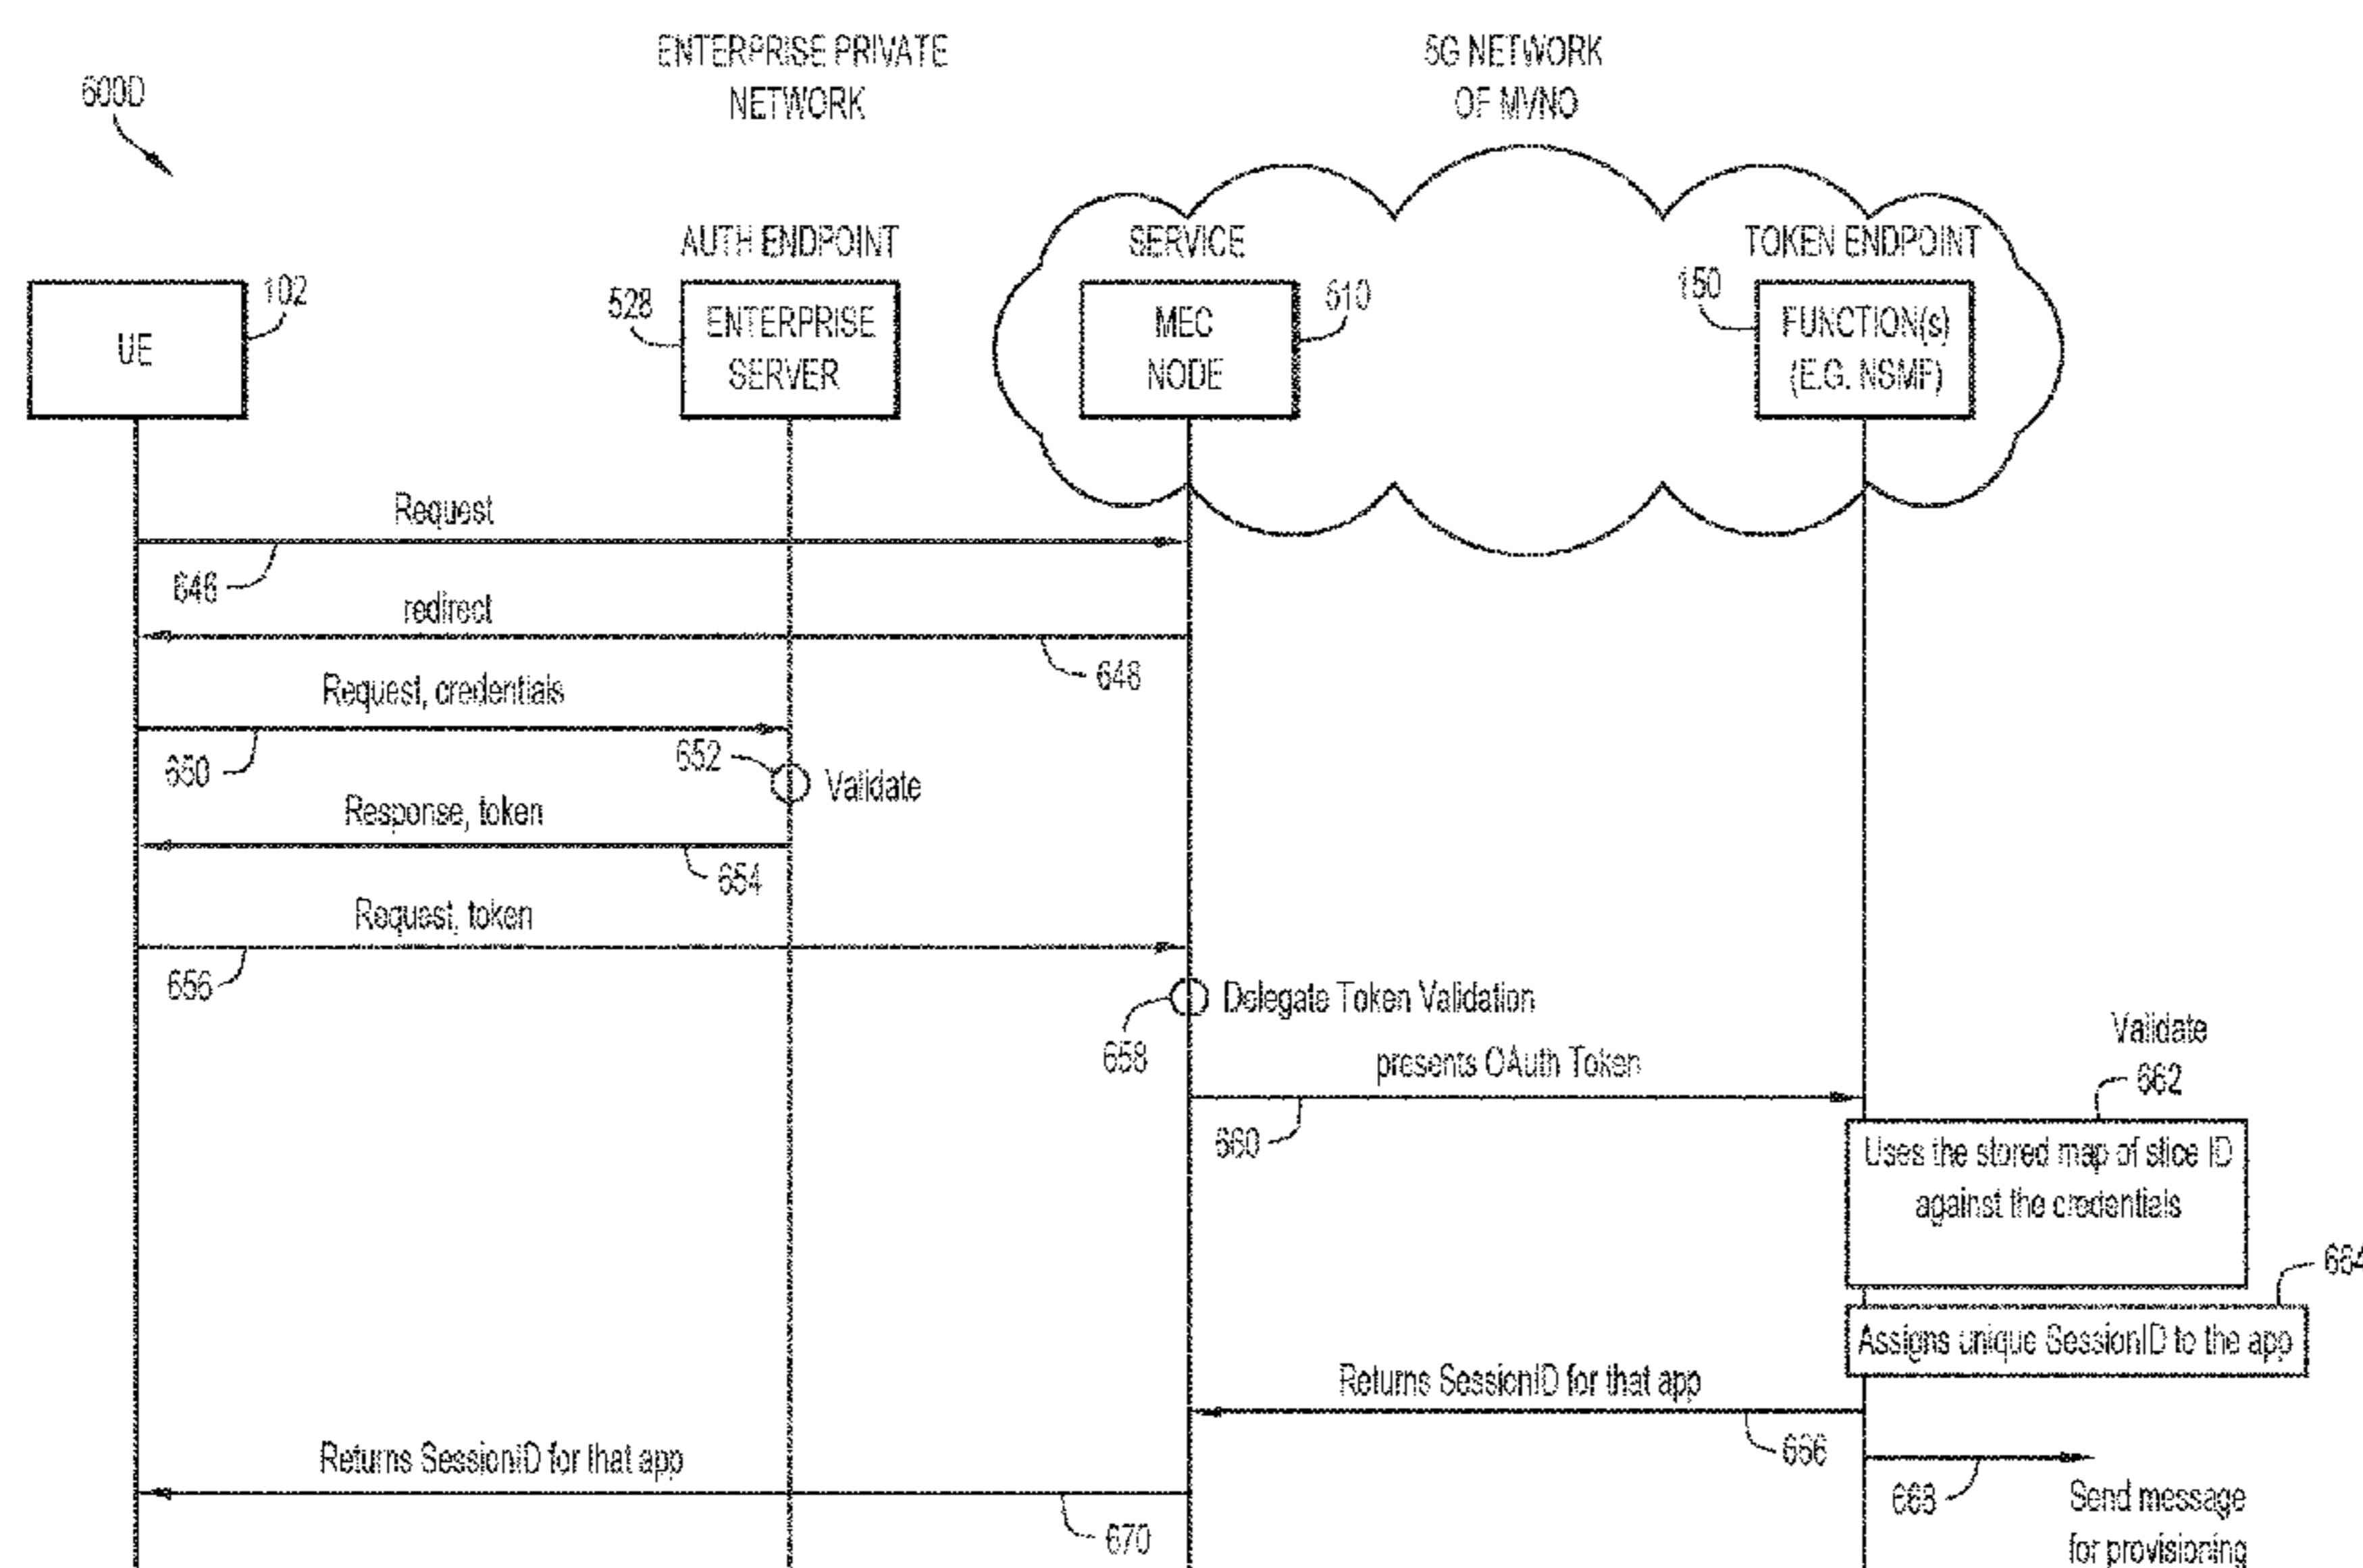 600D
ENTERPRISE PRIVATE
NETWORK
5G NETWORK
OF MVNO
AUTH ENDPOINT
SERVICE
TOKEN ENDPOINT
UE
102
528
ENTERPRISE
SERVER
MEC
NODE
610
150
FUNCTION(s)
(E.G. NSMF)
Request
646
redirect
648
Request, credentials
650
652
Validate
Response, token
654
Request, token
656
Delegate Token Validation
658
presents OAuth Token
660
Validate
662
Uses the stored map of slice ID
against the credentials
664
Assigns unique SessionID to the app
Returns SessionID for that app
666
668
Send message
for provisioning
Returns SessionID for that app
670